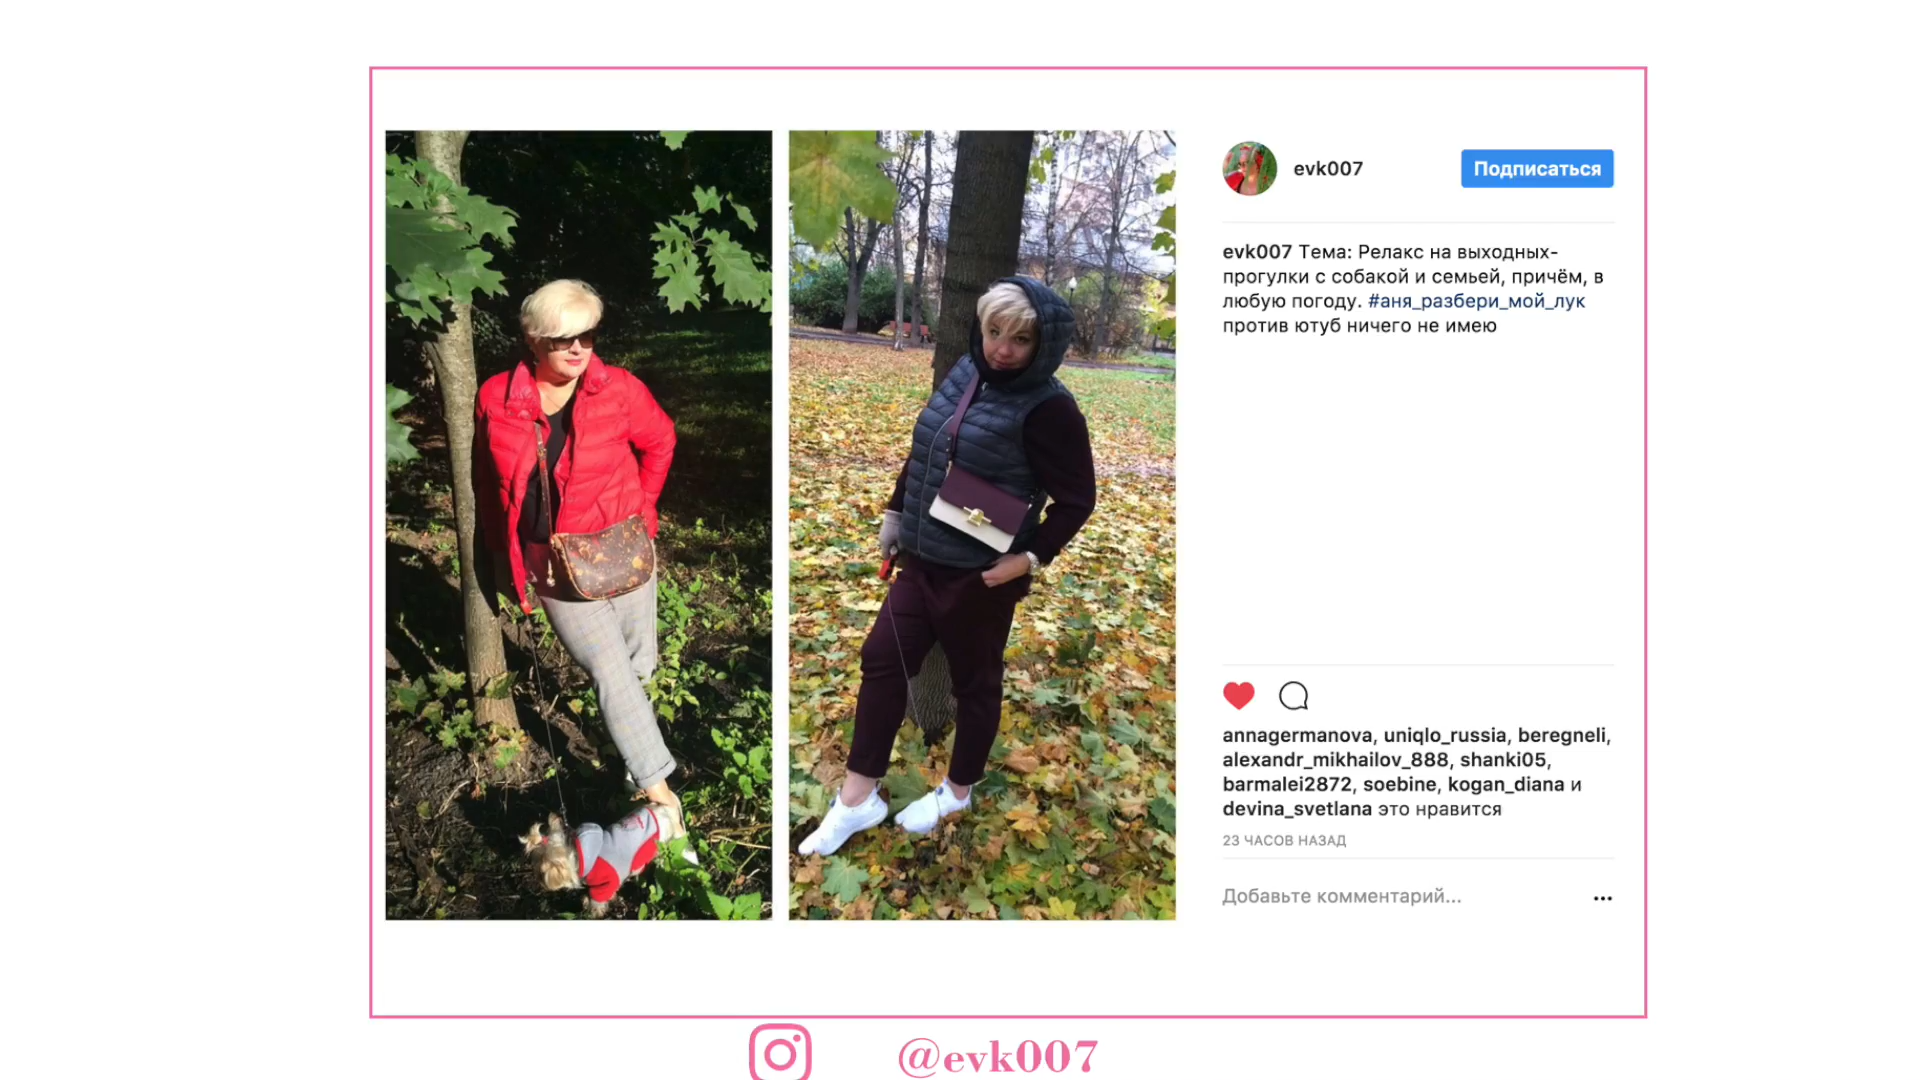 evk007
Подписаться
evk007 Тема: Релакс на выходных-
прогулки с собакой и семьей, причём, в
любую погоду. #аня_разбери_мой_лук
против ютуб ничего не имею
annagermanova, uniqlo_russia, beregneli,
alexandr_mikhailov_888, shanki05,
barmalei2872, soebine, kogan_diana и
devina_svetlana это нравится
23 ЧАСОВ НАЗАД
Добавьте комментарий...
@evk007